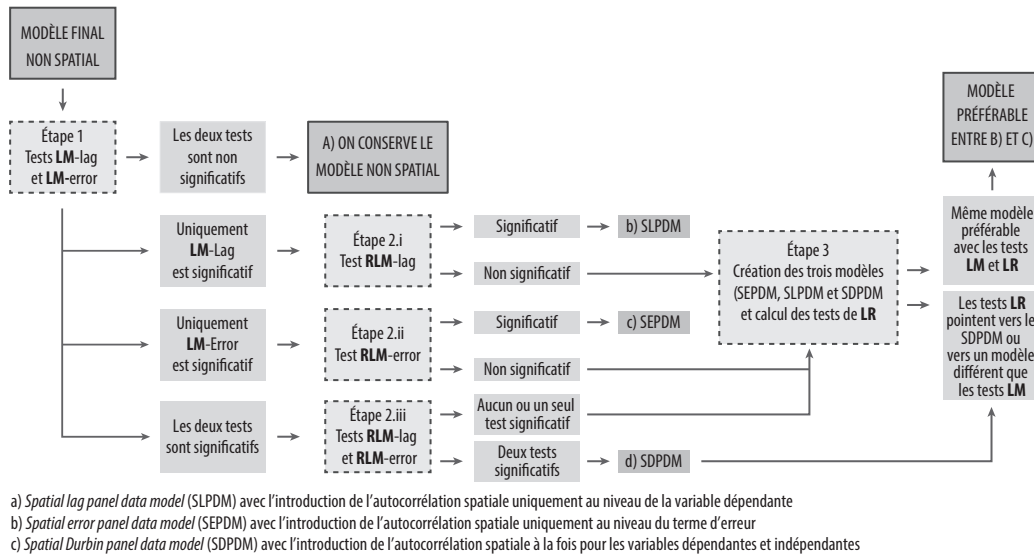 MODÈLE FINAL
NON SPATIAL
Étape 1
Tests LM-lag
et LM-error
Les deux tests
sont non
significatifs
A) ON CONSERVE LE
MODÈLE NON SPATIAL
Uniquement
LM-Lag
est significatif
Étape 2.i
Test RLM-lag
Significatif
b) SLPDM
Non significatif
Uniquement
LM-Error
est significatif
Étape 2.ii
Test RLM-error
Significatif
c) SEPDM
Non significatif
Les deux tests
sont significatifs
Étape 2.iii
Tests RLM-lag
et RLM-error
Aucun ou un seul
test significatif
Deux tests
significatifs
d) SDPDM
Étape 3
Création des trois modèles
(SEPDM, SLPDM et SDPDM
et calcul des tests de LR
MODÈLE
PRÉFÉRABLE
ENTRE B) ET C)
Même modèle
préférable
avec les tests
LM et LR
Les tests LR
pointent vers le
SDPDM ou
vers un modèle
différent que
les tests LM
a) Spatial lag panel data model (SLPDM) avec l'introduction de l'autocorrélation spatiale uniquement au niveau de la variable dépendante
b) Spatial error panel data model (SEPDM) avec l'introduction de l'autocorrélation spatiale uniquement au niveau du terme d'erreur
c) Spatial Durbin panel data model (SDPDM) avec l'introduction de l'autocorrélation spatiale à la fois pour les variables dépendantes et indépendantes